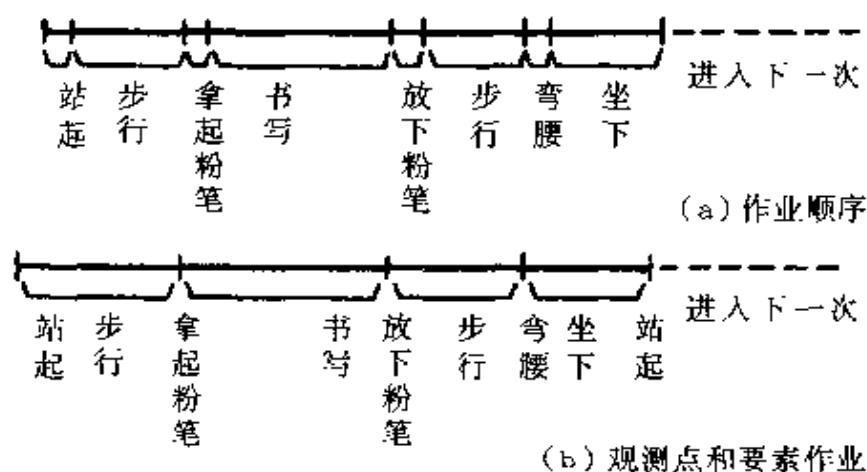 站起 步行 拿起粉笔 书写 放下粉笔 步行 弯腰 坐下 进入下一次
(a)作业顺序
站起 步行 拿起粉笔 书写 放下粉笔 步行 弯腰 坐下 站起 进入下一次
(b)观测点和要素作业